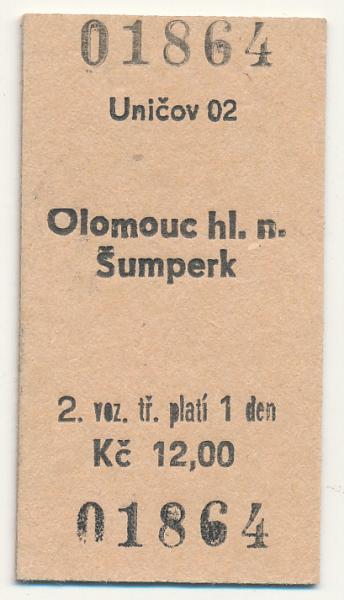 01864
Uničov 02
Olomouc hl. n.
Šumperk
2. voz. tř. platí 1 den
Kč 12,00
01864